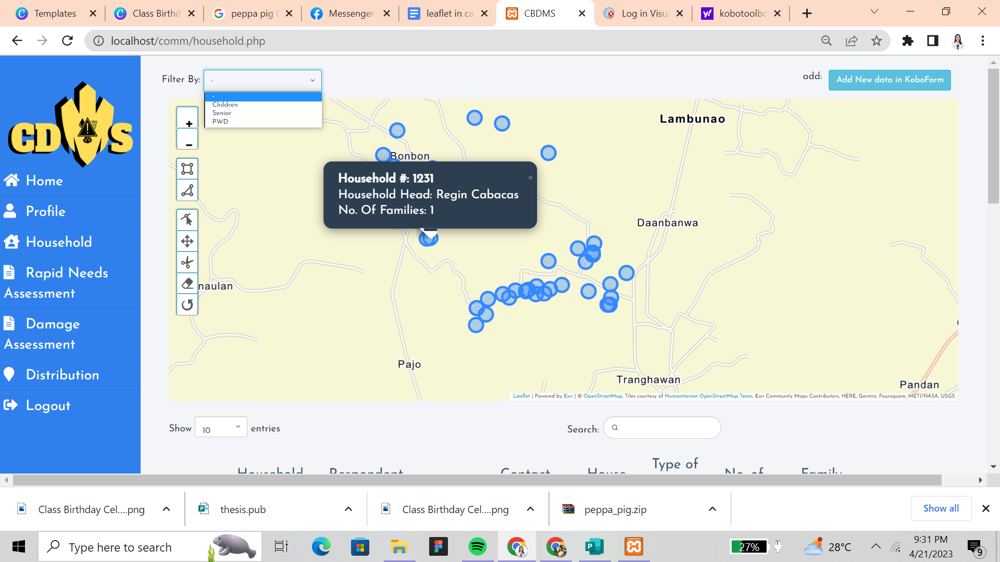 Templates
Class Birthd
peppa pig t
Messenger
leaflet in ca
CBDMS
Log in Visua
kobotoolbo
localhost/comm/household.php
CDMS
Home
Profile
Household
Rapid Needs
Assessment
Damage
Assessment
Distribution
Logout
Filter By: -
-
Children
Senior
PWD
add: Add New data in KoboForm
+
-
Lambunao
Bonbon
Household #: 1231
Household Head: Regin Cabacas
No. Of Families: 1
×
Daanbanwa
naulan
Pajo
Tranghawan
Pandan
Leaflet | Powered by Esri | © OpenStreetMap, Tiles courtesy of Humanitarian OpenStreetMap Team, Esri Community Maps Contributors, HERE, Garmin, Foursquare, METI/NASA, USGS
Show 10 entries
Search:
Household Respondent Contact House Type of No. of Family
Class Birthday Cel....png
thesis.pub
Class Birthday Cel....png
peppa_pig.zip
Show all
Type here to search
27%
28°C
9:31 PM
4/21/2023
9